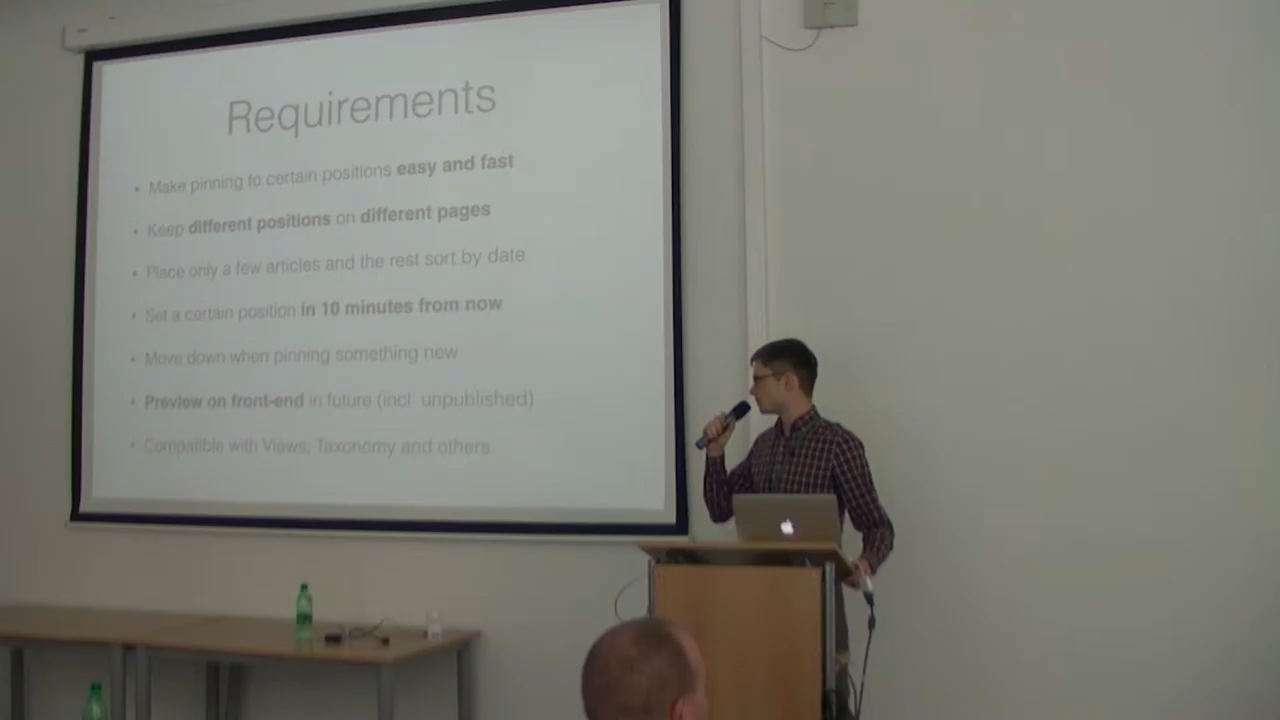 Requirements
• Make pinning to certain positions easy and fast
• Keep different positions on different pages
• Place only a few articles and the rest sort by date
• Set a certain position in 10 minutes from now
• Move down when pinning something new
• Preview on front-end in future (incl. unpublished)
• Compatible with Views, Taxonomy and others